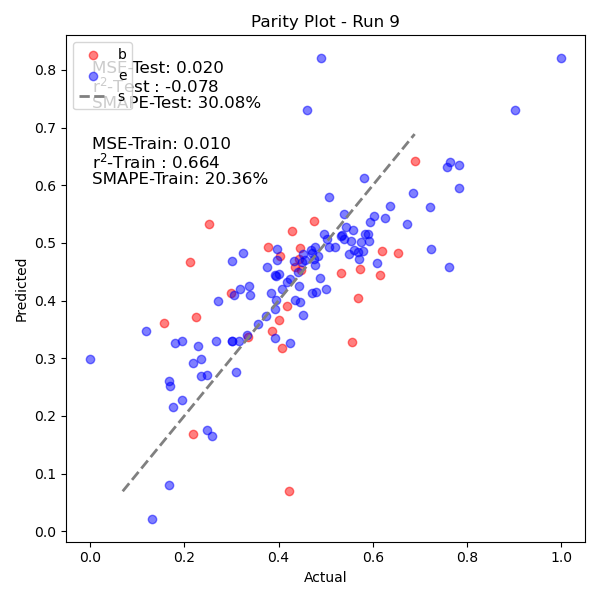 Parity Plot - Run 9
b
e
s
MSE-Test: 0.020
r²-Test : -0.078
SMAPE-Test: 30.08%
MSE-Train: 0.010
r²-Train : 0.664
SMAPE-Train: 20.36%
Predicted
0.8
0.7
0.6
0.5
0.4
0.3
0.2
0.1
0.0
0.0 0.2 0.4 0.6 0.8 1.0
Actual